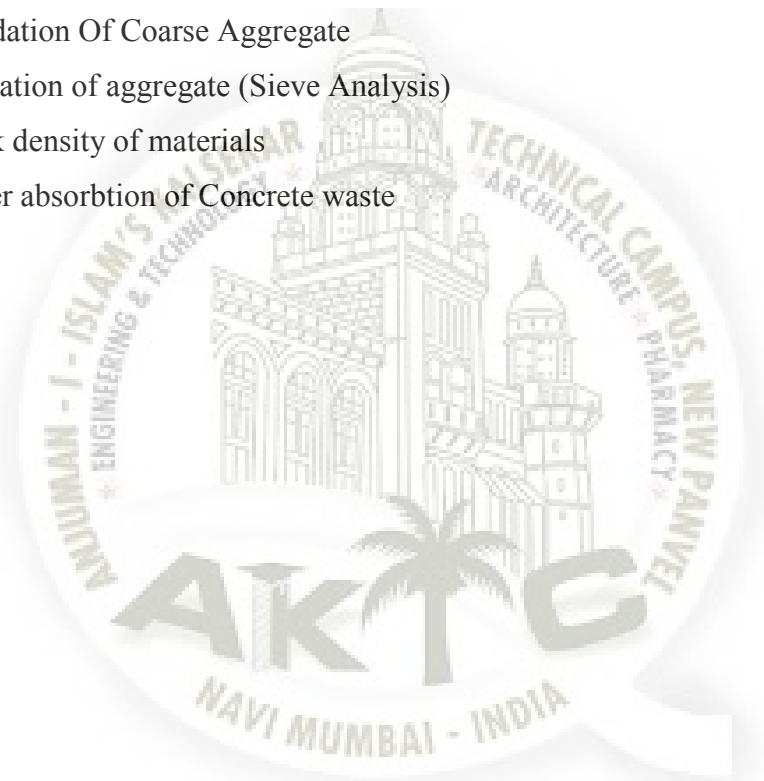 dation Of Coarse Aggregate
ation of aggregate (Sieve Analysis)
k density of materials
er absorbtion of Concrete waste
ANJUMAN - I - ISLAM'S KALSEKAR TECHNICAL CAMPUS, NEW PANVEL
ENGINEERING & TECHNOLOGY ARCHITECTURE PHARMACY
AKTC
NAVI MUMBAI - INDIA